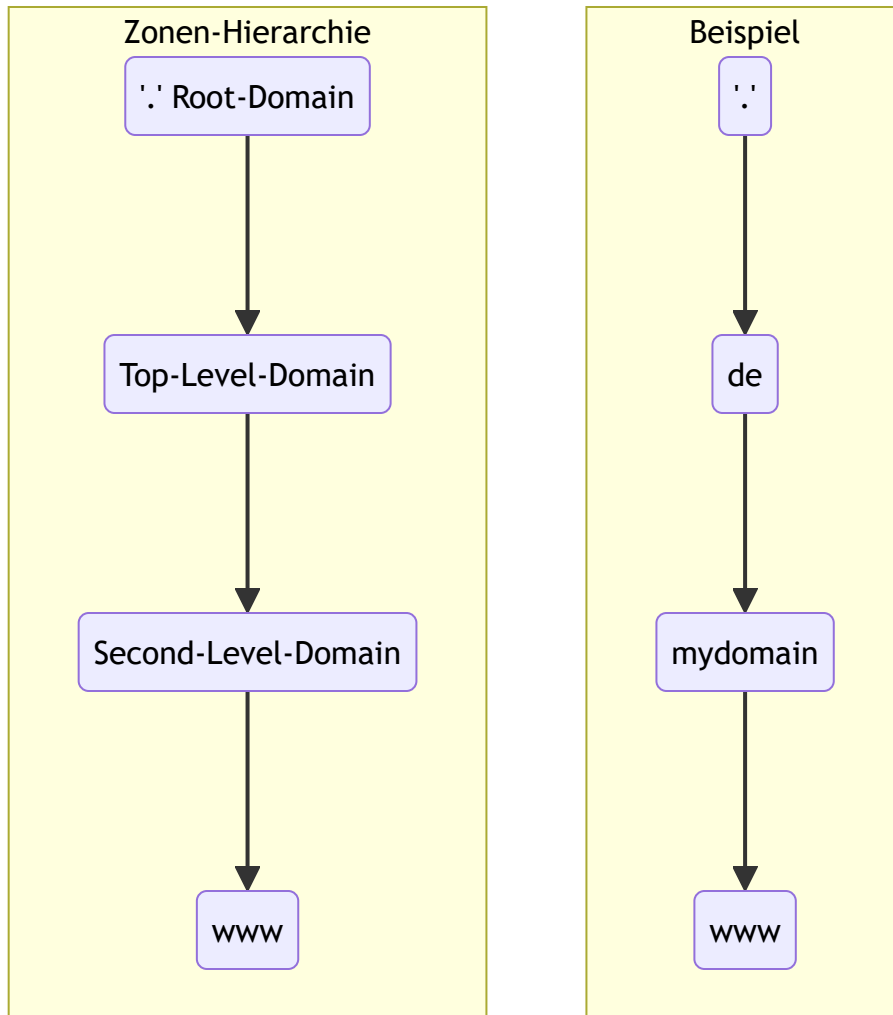 Zonen-Hierarchie
'.' Root-Domain
Top-Level-Domain
Second-Level-Domain
www
Beispiel
'.'
de
mydomain
www